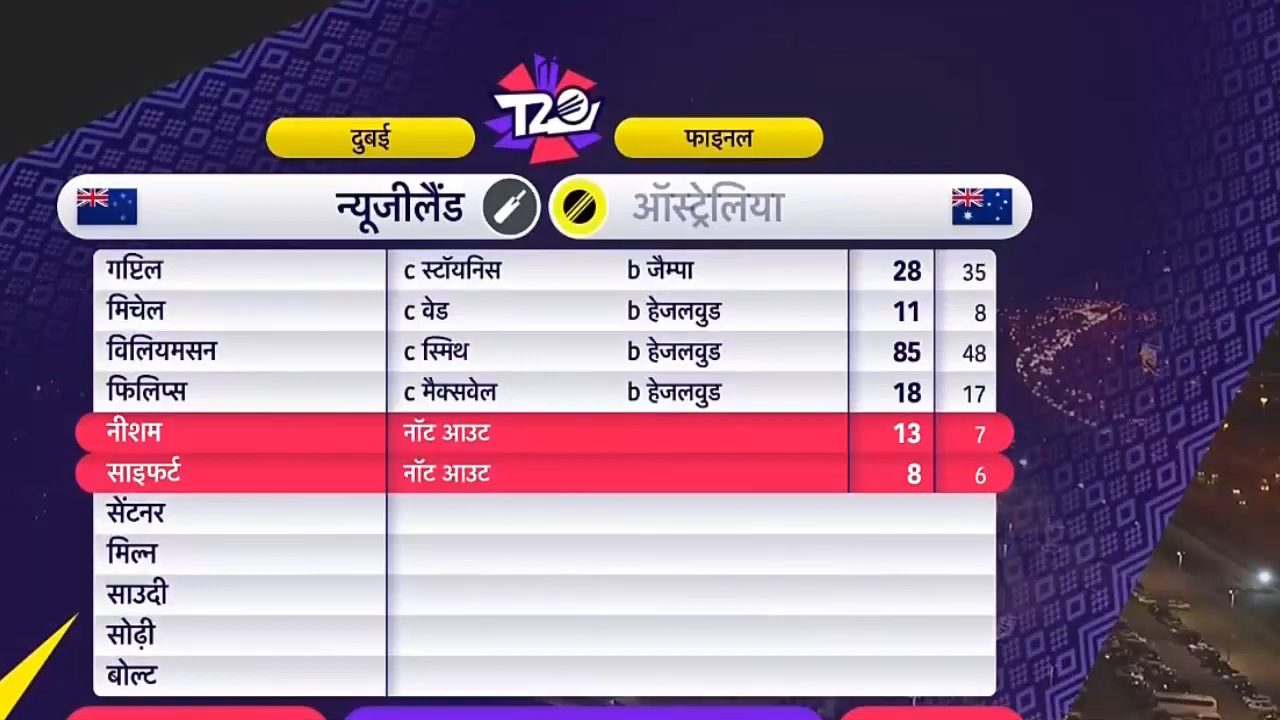 T20
दुबई फाइनल
न्यूजीलैंड ऑस्ट्रेलिया
गप्टिल c स्टॉयनिस b जैम्पा 28 35
मिचेल c वेड b हेजलवुड 11 8
विलियमसन c स्मिथ b हेजलवुड 85 48
फिलिप्स c मैक्सवेल b हेजलवुड 18 17
नीशम नॉट आउट 13 7
साइफर्ट नॉट आउट 8 6
सेंटनर
मिल्न
साउदी
सोढ़ी
बोल्ट